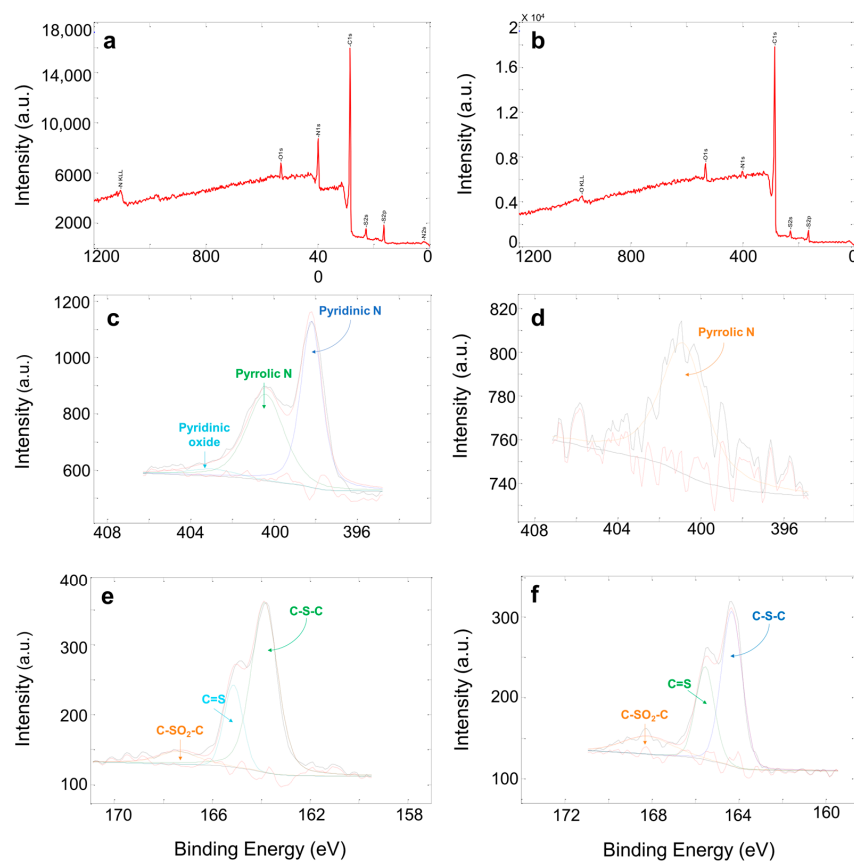 a
18,000
14,000
10,000
6000
2000
Intensity (a.u.)
-N KLL
-O1s
-N1s
-C1s
-S2s
-S2p
-N2s
1200
800
40
0
0
b
X 10⁴
2
1.6
1.2
0.8
0.4
0
Intensity (a.u.)
-O KLL
-O1s
-N1s
-C1s
-S2s
-S2p
1200
800
400
0
c
1200
1000
800
600
Intensity (a.u.)
Pyridinic N
Pyrrolic N
Pyridinic
oxide
408
404
400
396
d
820
800
780
760
740
Intensity (a.u.)
Pyrrolic N
408
404
400
396
e
400
300
200
100
Intensity (a.u.)
C-S-C
C=S
C-SO₂-C
170
166
162
158
Binding Energy (eV)
f
300
200
100
Intensity (a.u.)
C-S-C
C=S
C-SO₂-C
172
168
164
160
Binding Energy (eV)